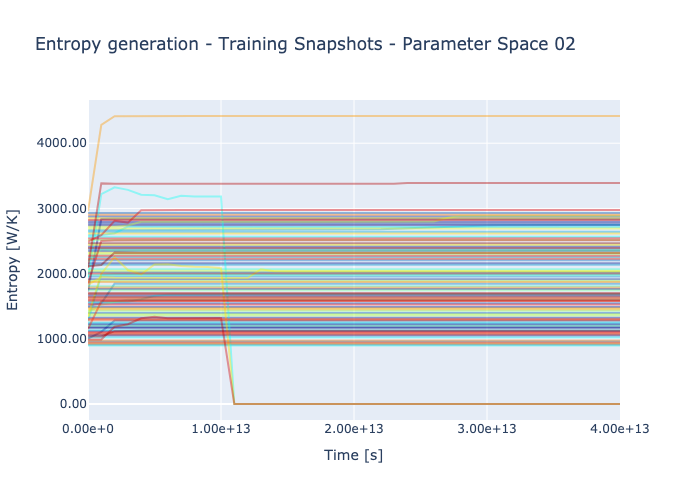 Entropy generation - Training Snapshots - Parameter Space 02
Entropy [W/K]
4000.00
3000.00
2000.00
1000.00
0.00
0.00e+0 1.00e+13 2.00e+13 3.00e+13 4.00e+13
Time [s]